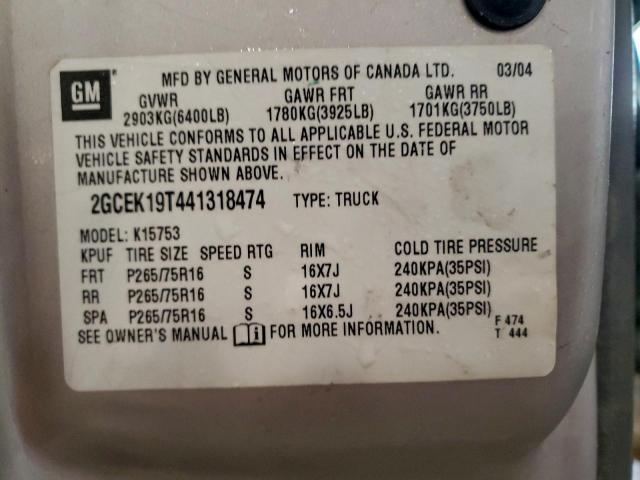 GM
MFD BY GENERAL MOTORS OF CANADA LTD. 03/04
GVWR GAWR FRT GAWR RR
2903KG(6400LB) 1780KG(3925LB) 1701KG(3750LB)
THIS VEHICLE CONFORMS TO ALL APPLICABLE U.S. FEDERAL MOTOR
VEHICLE SAFETY STANDARDS IN EFFECT ON THE DATE OF
MANUFACTURE SHOWN ABOVE.
2GCEK19T441318474 TYPE: TRUCK
MODEL: K15753
KPUF TIRE SIZE SPEED RTG RIM COLD TIRE PRESSURE
FRT P265/75R16 S 16X7J 240KPA(35PSI)
RR P265/75R16 S 16X7J 240KPA(35PSI)
SPA P265/75R16 S 16X6.5J 240KPA(35PSI)
SEE OWNER'S MANUAL FOR MORE INFORMATION. F 474
T 444